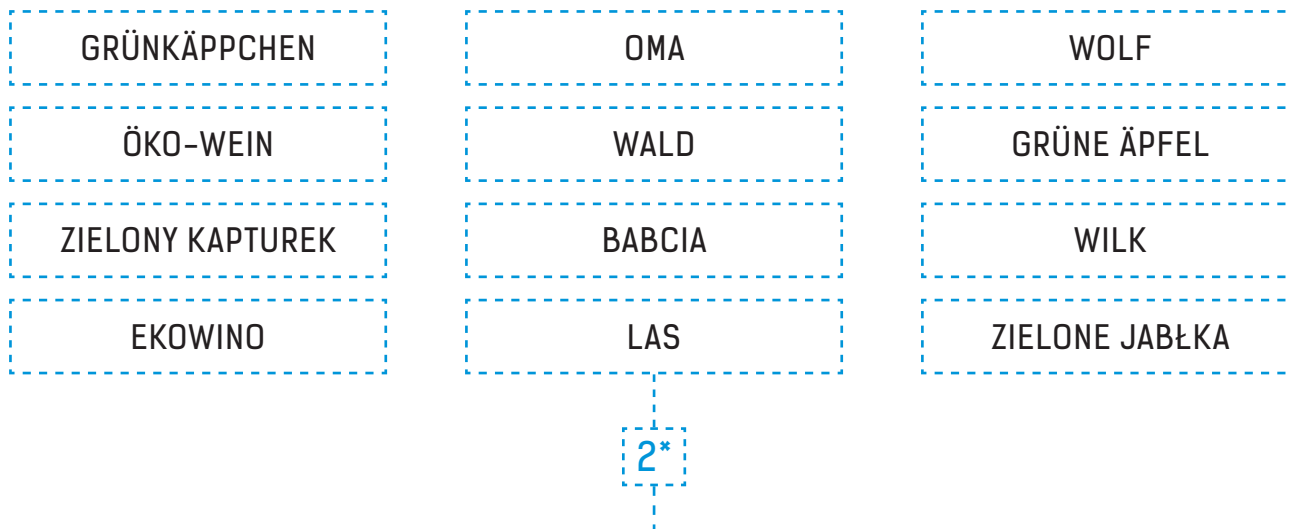 GRÜNKÄPPCHEN
OMA
WOLF
ÖKO-WEIN
WALD
GRÜNE ÄPFEL
ZIELONY KAPTUREK
BABCIA
WILK
EKOWINO
LAS
ZIELONE JABŁKA
2*